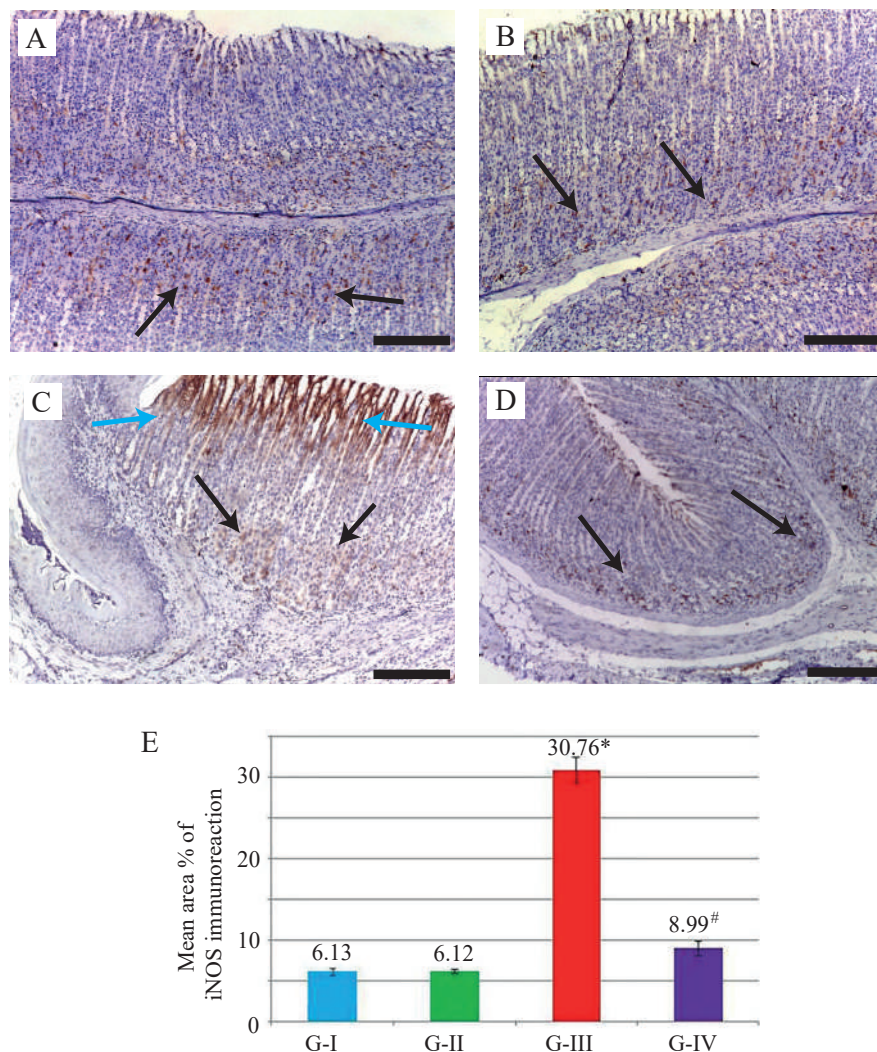 A
B
C
D
E
Mean area % of
iNOS immunoreaction
30
20
10
0
6.13
6.12
30.76*
8.99#
G-I
G-II
G-III
G-IV